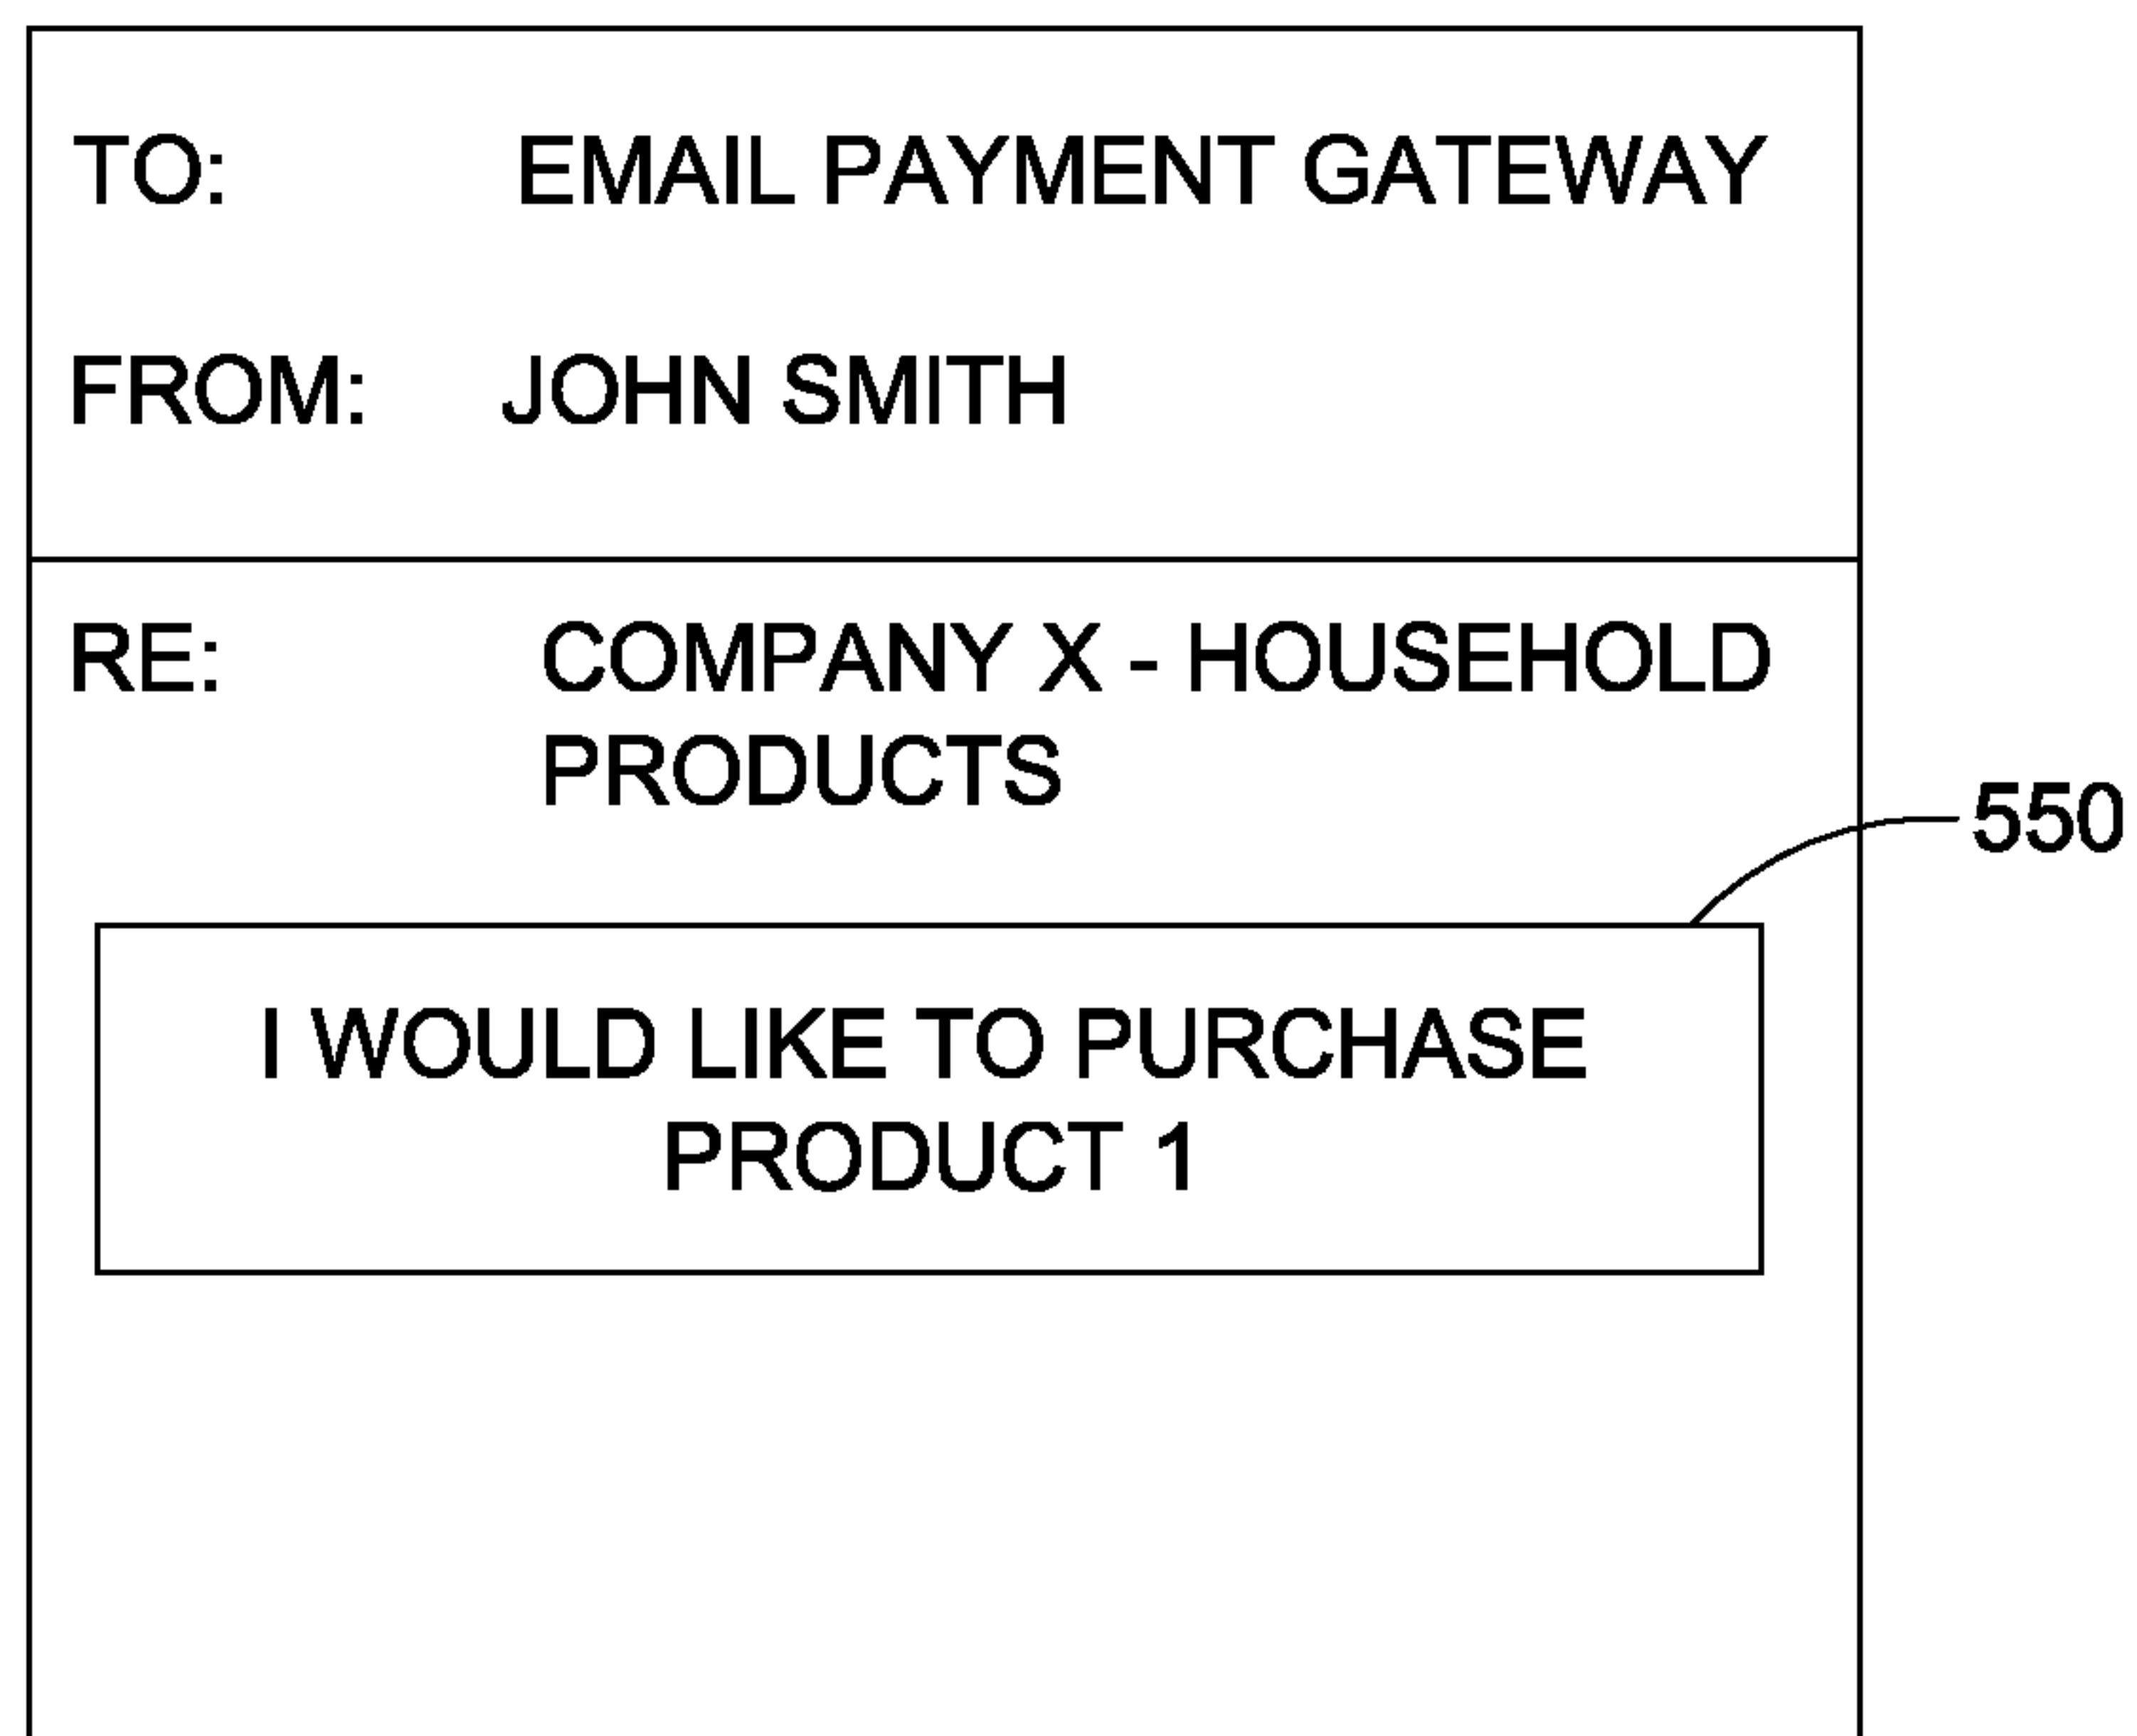 TO: EMAIL PAYMENT GATEWAY
FROM: JOHN SMITH
RE: COMPANY X - HOUSEHOLD
PRODUCTS
550
I WOULD LIKE TO PURCHASE
PRODUCT 1